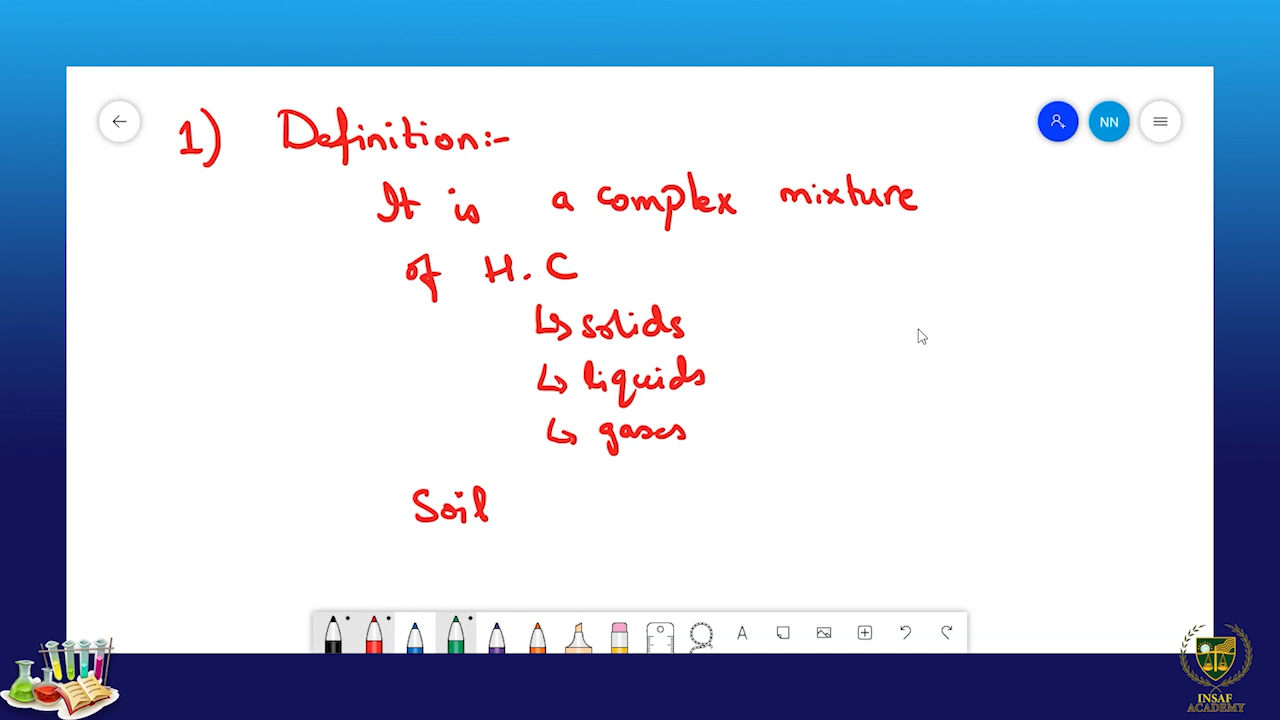 1) Definition:-
It is a complex mixture
of H.C
↳ solids
↳ liquids
↳ gases
Soil
NN
A
INSAF
ACADEMY